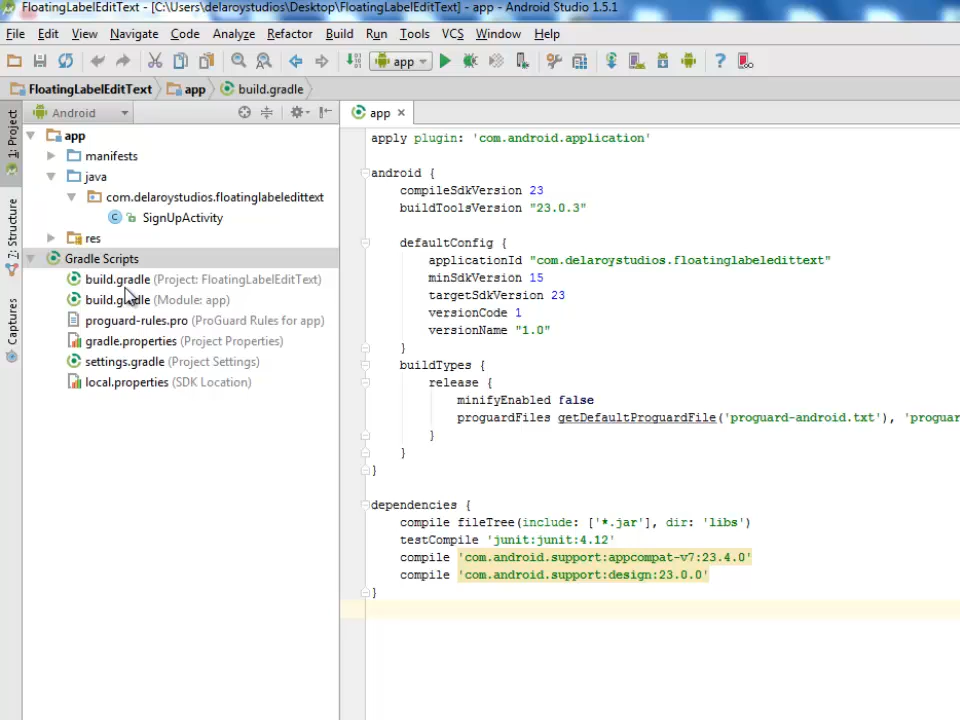 FloatingLabelEditText - [C:\Users\delaroystudios\Desktop\FloatingLabelEditText] - app - Android Studio 1.5.1
File Edit View Navigate Code Analyze Refactor Build Run Tools VCS Window Help
app
FloatingLabelEditText app build.gradle
1: Project
7: Structure
Captures
Android
app
manifests
java
com.delaroystudios.floatinglabeledittext
SignUpActivity
res
Gradle Scripts
build.gradle (Project: FloatingLabelEditText)
build.gradle (Module: app)
proguard-rules.pro (ProGuard Rules for app)
gradle.properties (Project Properties)
settings.gradle (Project Settings)
local.properties (SDK Location)
app
apply plugin: 'com.android.application'
android {
compileSdkVersion 23
buildToolsVersion "23.0.3"
defaultConfig {
applicationId "com.delaroystudios.floatinglabeledittext"
minSdkVersion 15
targetSdkVersion 23
versionCode 1
versionName "1.0"
}
buildTypes {
release {
minifyEnabled false
proguardFiles getDefaultProguardFile('proguard-android.txt'), 'proguar
}
}
}
dependencies {
compile fileTree(include: ['*.jar'], dir: 'libs')
testCompile 'junit:junit:4.12'
compile 'com.android.support:appcompat-v7:23.4.0'
compile 'com.android.support:design:23.0.0'
}